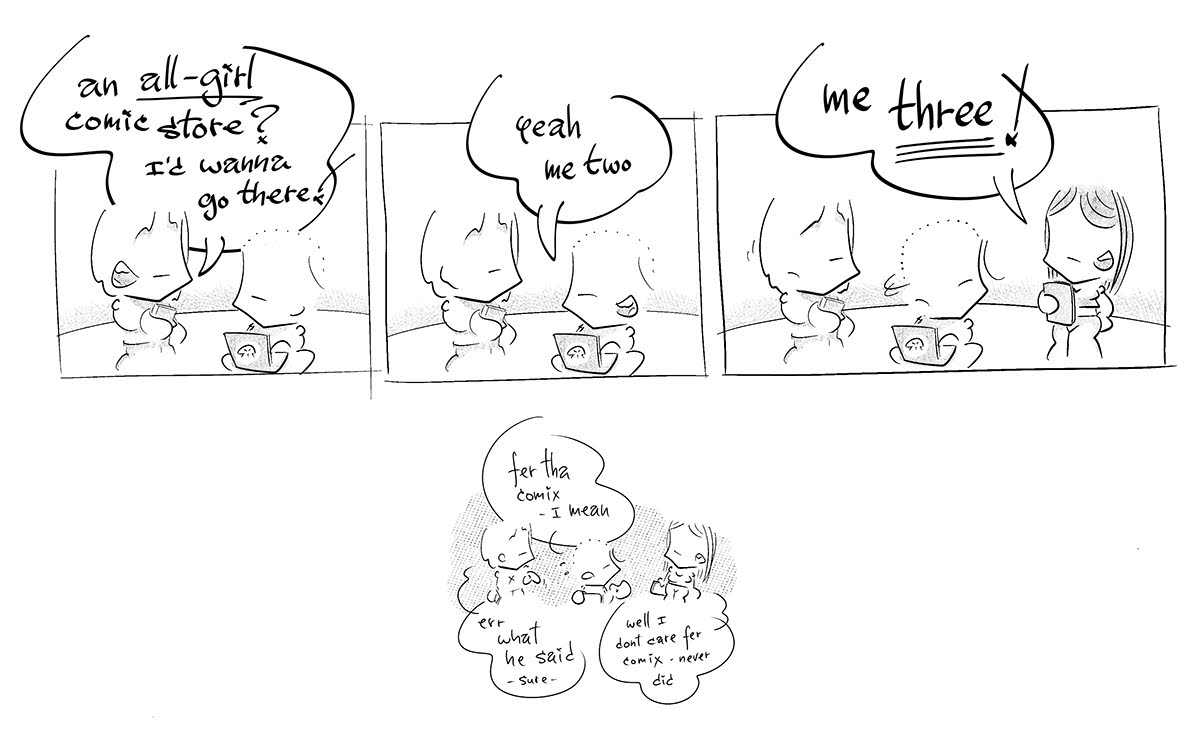 an all-girl
comic store?
I'd wanna
go there!
yeah
me two
me three!
fer tha
comix
- I mean
err
what
he said
- sure -
well I
dont care fer
comix - never
did